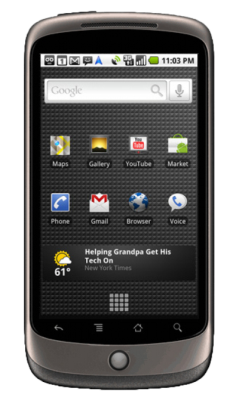 11:03 PM
Google
Maps Gallery YouTube Market
Phone Gmail Browser Voice
Helping Grandpa Get His
Tech On
New York Times
61°